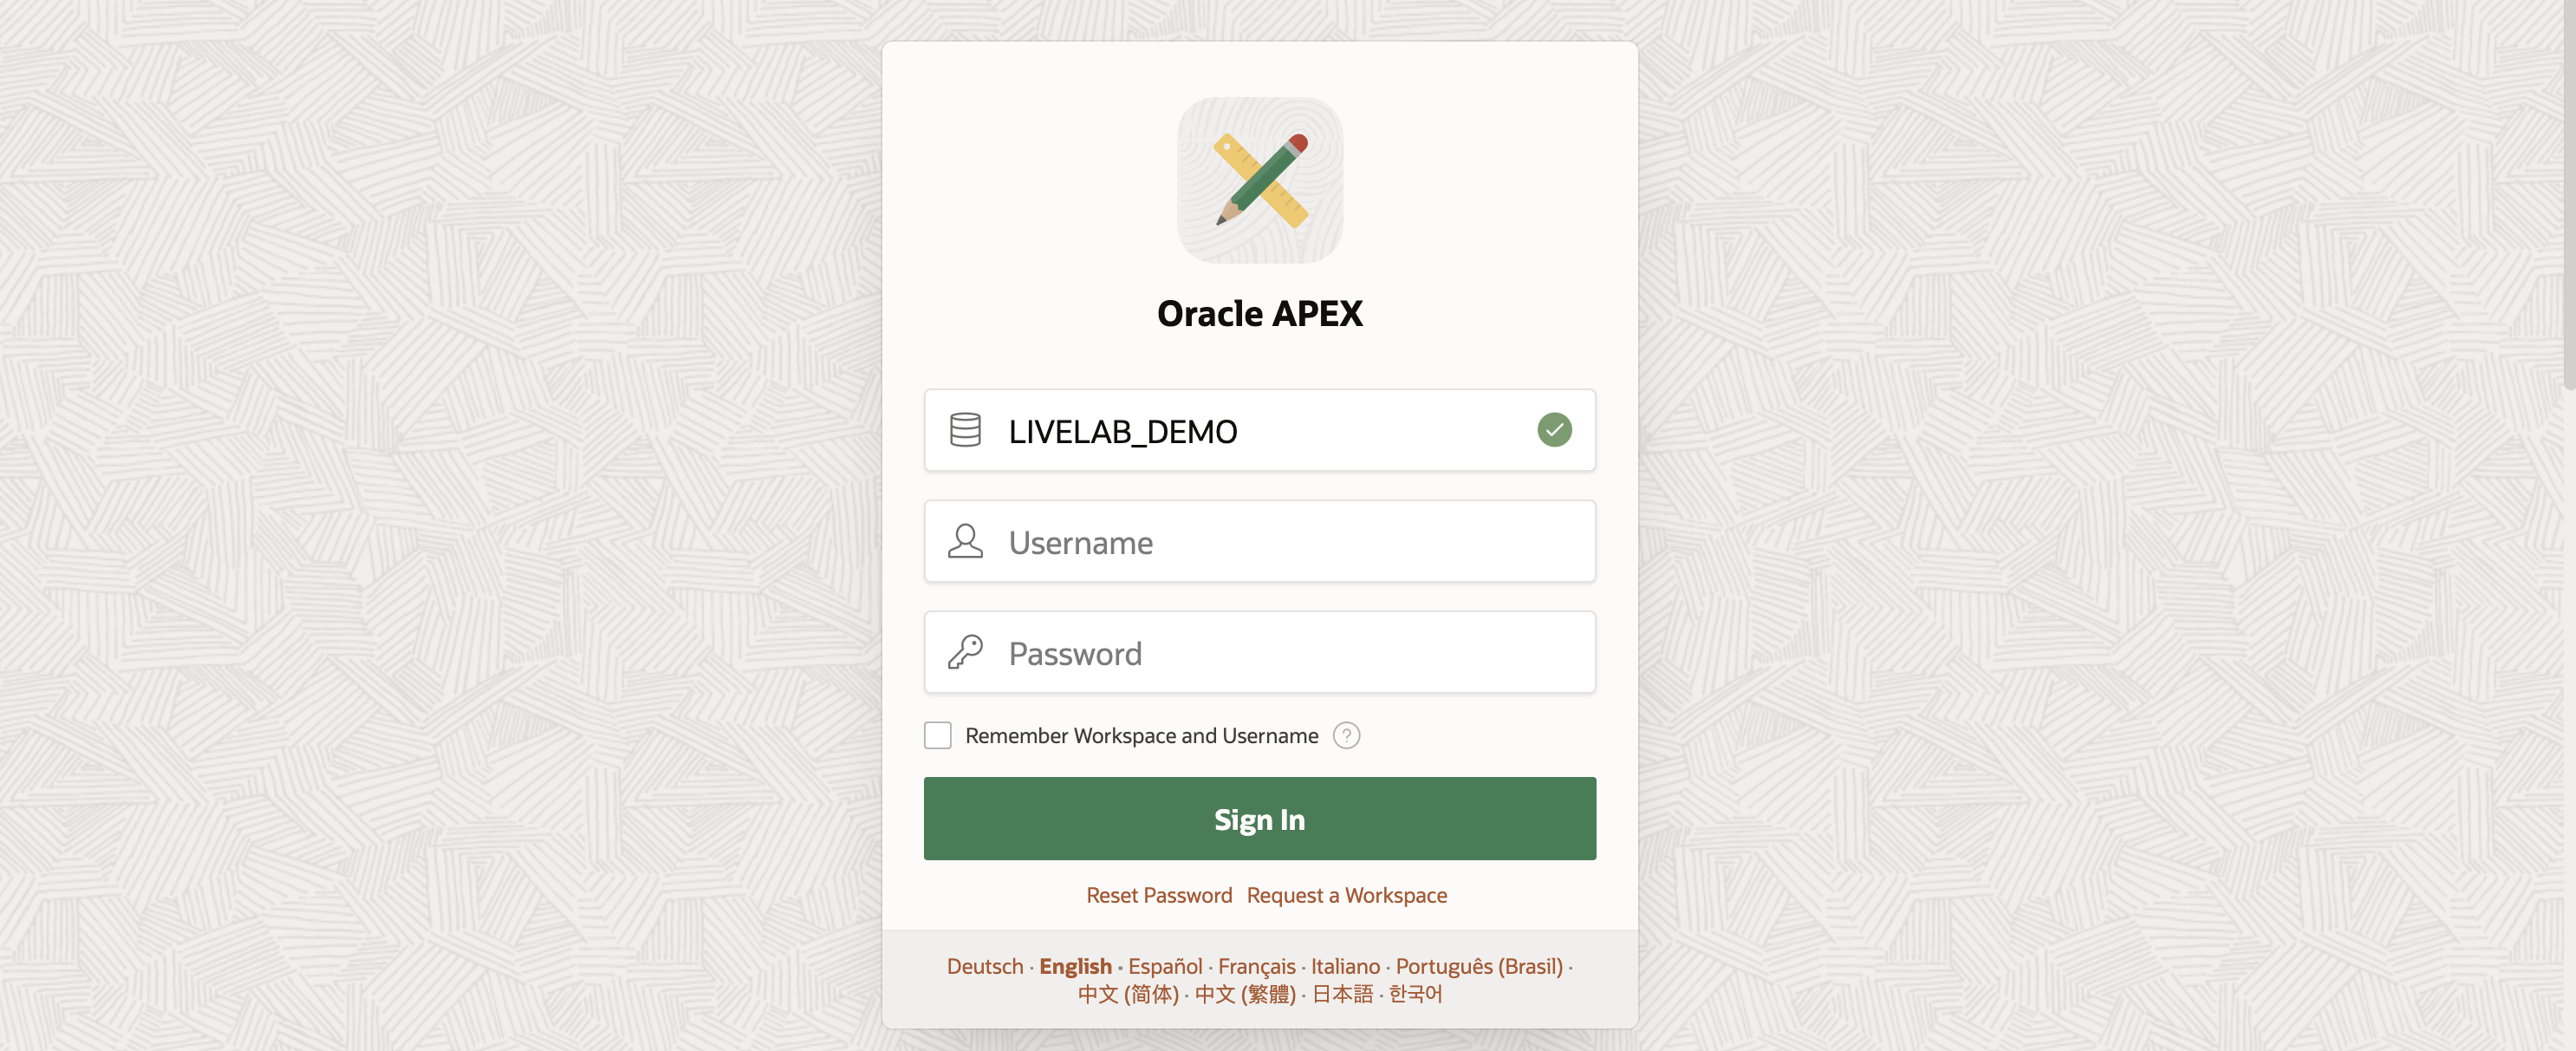 Oracle APEX
LIVELAB_DEMO
Username
Password
Remember Workspace and Username ?
Sign In
Reset Password Request a Workspace
Deutsch · English · Español · Français · Italiano · Português (Brasil) ·
中文 (简体) · 中文 (繁體) · 日本語 · 한국어